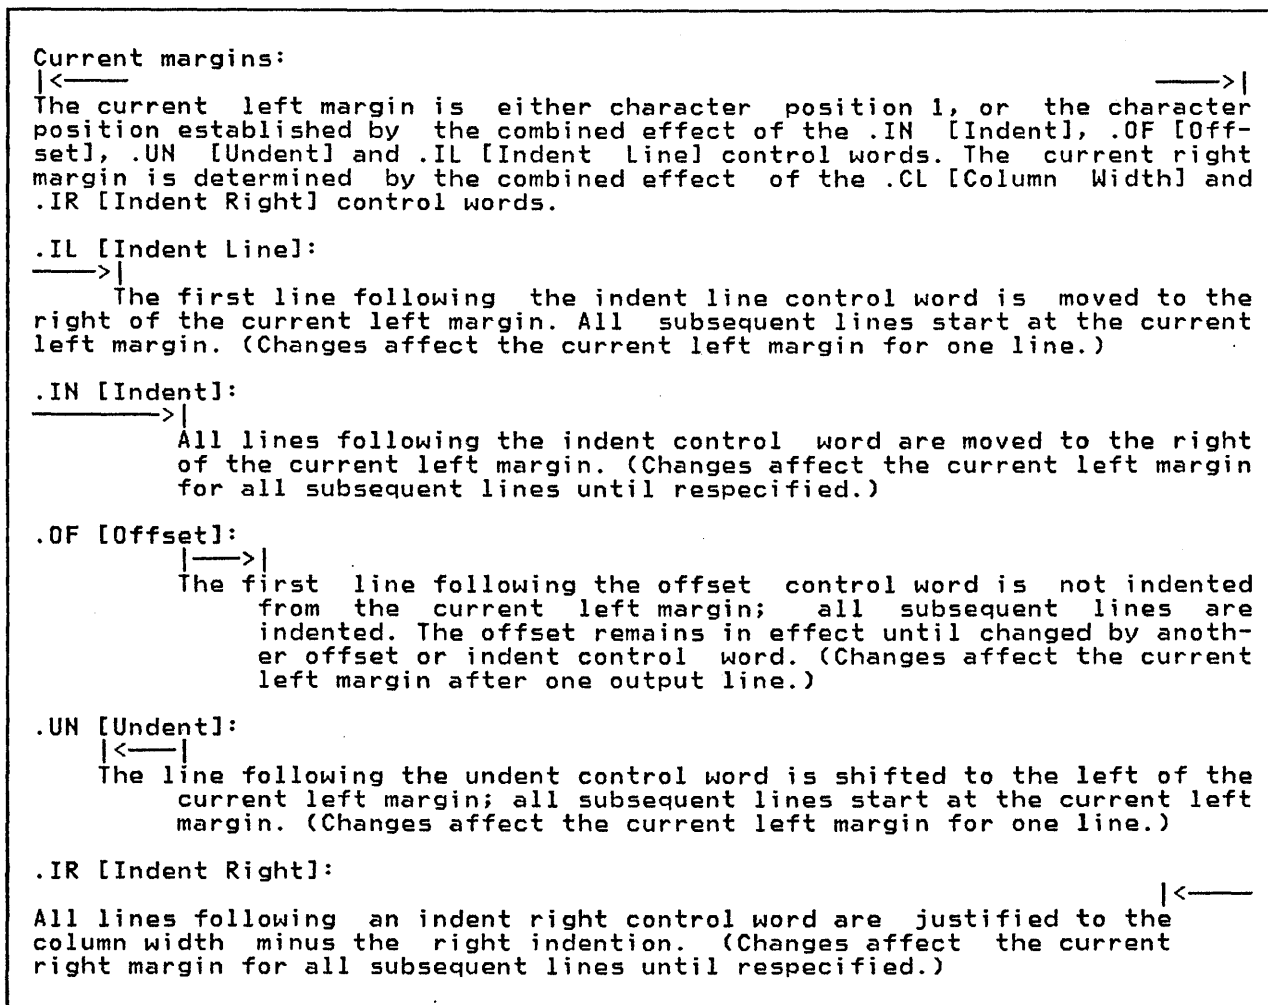 Current margins:
|<——— ———>|
The current left margin is either character position 1, or the character
position established by the combined effect of the .IN [Indent], .OF [Off-
set], .UN [Undent] and .IL [Indent Line] control words. The current right
margin is determined by the combined effect of the .CL [Column Width] and
.IR [Indent Right] control words.
.IL [Indent Line]:
———>|
The first line following the indent line control word is moved to the
right of the current left margin. All subsequent lines start at the current
left margin. (Changes affect the current left margin for one line.)
.IN [Indent]:
—————>|
All lines following the indent control word are moved to the right
of the current left margin. (Changes affect the current left margin
for all subsequent lines until respecified.)
.OF [Offset]:
|——>|
The first line following the offset control word is not indented
from the current left margin; all subsequent lines are
indented. The offset remains in effect until changed by anoth-
er offset or indent control word. (Changes affect the current
left margin after one output line.)
.UN [Undent]:
|<——|
The line following the undent control word is shifted to the left of the
current left margin; all subsequent lines start at the current left
margin. (Changes affect the current left margin for one line.)
.IR [Indent Right]:
|<———
All lines following an indent right control word are justified to the
column width minus the right indention. (Changes affect the current
right margin for all subsequent lines until respecified.)